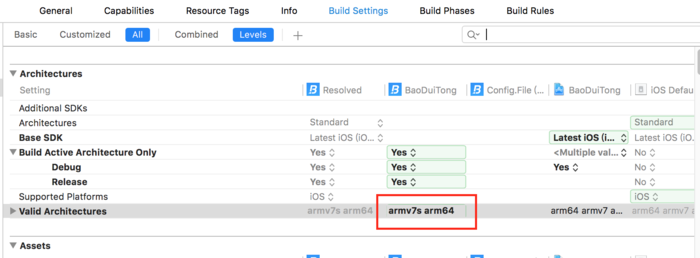 General Capabilities Resource Tags Info Build Settings Build Phases Build Rules
Basic Customized All Combined Levels +
Architectures
Setting Resolved BaoDuiTong Config.File (... BaoDuiTong iOS Defau
Additional SDKs
Architectures Standard Standard
Base SDK Latest iOS (iO... Latest iOS (i... Latest iOS (iO
Build Active Architecture Only Yes Yes <Multiple val... No
Debug Yes Yes Yes No
Release Yes Yes No
Supported Platforms iOS iOS
Valid Architectures armv7s arm64 armv7s arm64 arm64 armv7 a... arm64 armv7
Assets